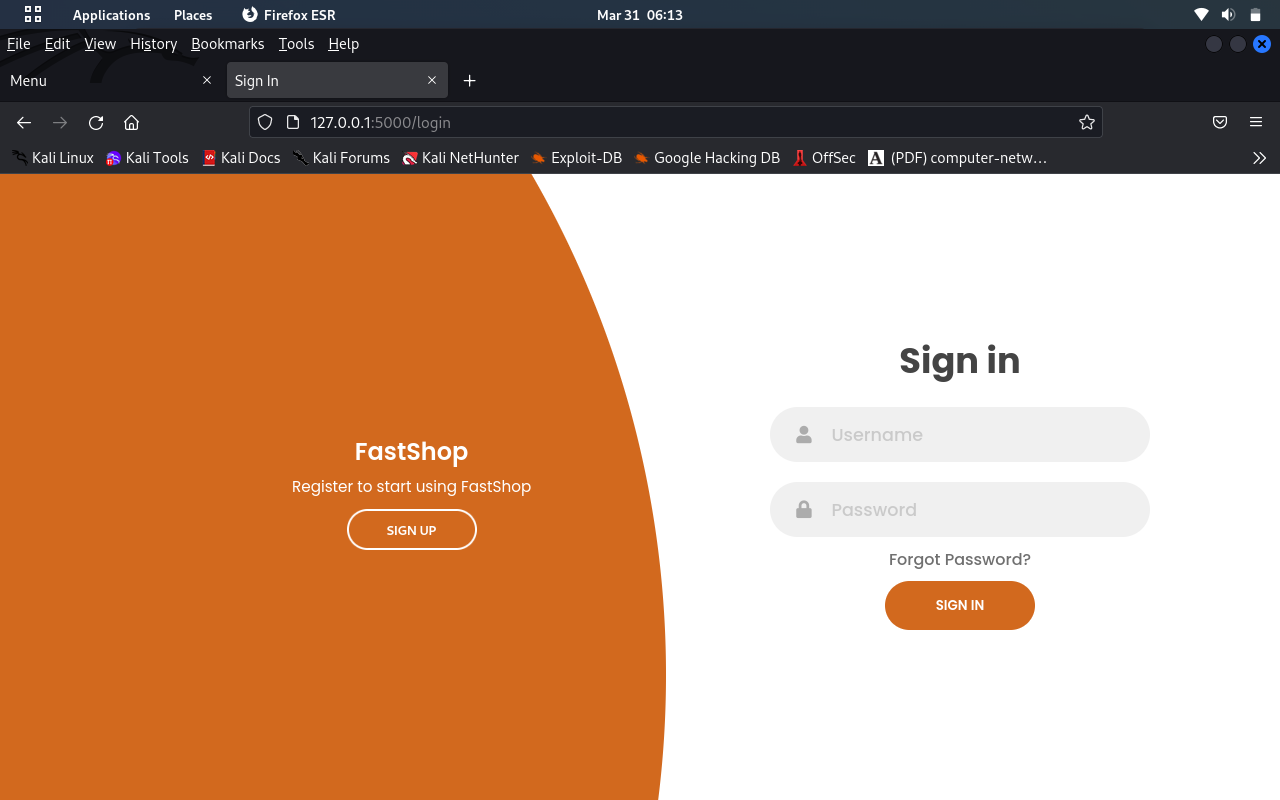 Applications Places Firefox ESR Mar 31 06:13
File Edit View History Bookmarks Tools Help
Menu Sign In
127.0.0.1:5000/login
Kali Linux Kali Tools Kali Docs Kali Forums Kali NetHunter Exploit-DB Google Hacking DB OffSec A (PDF) computer-netw…
Sign in
Username
FastShop
Register to start using FastShop
SIGN UP
Password
Forgot Password?
SIGN IN